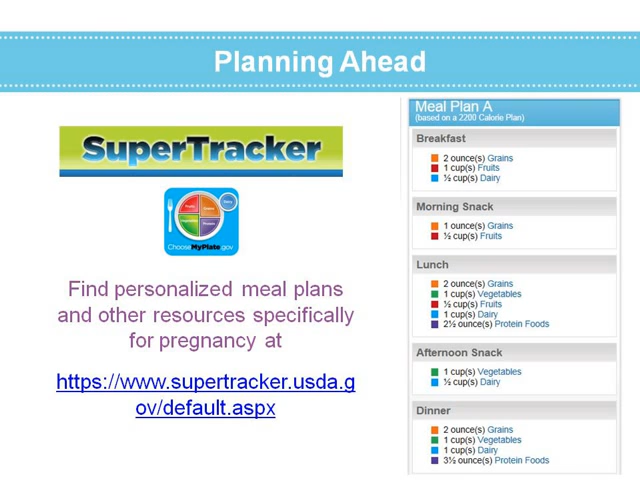 Planning Ahead
SuperTracker
ChooseMyPlate.gov
Find personalized meal plans
and other resources specifically
for pregnancy at
https://www.supertracker.usda.g
ov/default.aspx
Meal Plan A
(based on a 2200 Calorie Plan)
Breakfast
2 ounce(s) Grains
1 cup(s) Fruits
½ cup(s) Dairy
Morning Snack
1 ounce(s) Grains
½ cup(s) Fruits
Lunch
2 ounce(s) Grains
1 cup(s) Vegetables
½ cup(s) Fruits
1 cup(s) Dairy
2½ ounce(s) Protein Foods
Afternoon Snack
1 cup(s) Vegetables
½ cup(s) Dairy
Dinner
2 ounce(s) Grains
1 cup(s) Vegetables
1 cup(s) Dairy
3½ ounce(s) Protein Foods